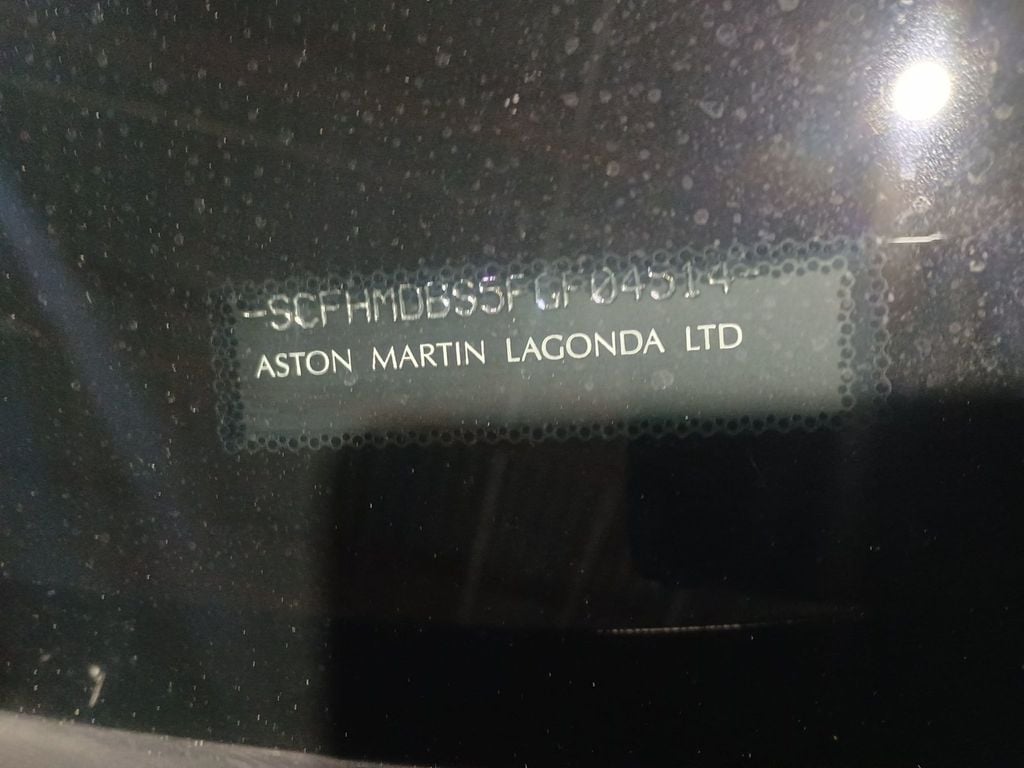 -SCFHMDBS5FGF04514-
ASTON MARTIN LAGONDA LTD